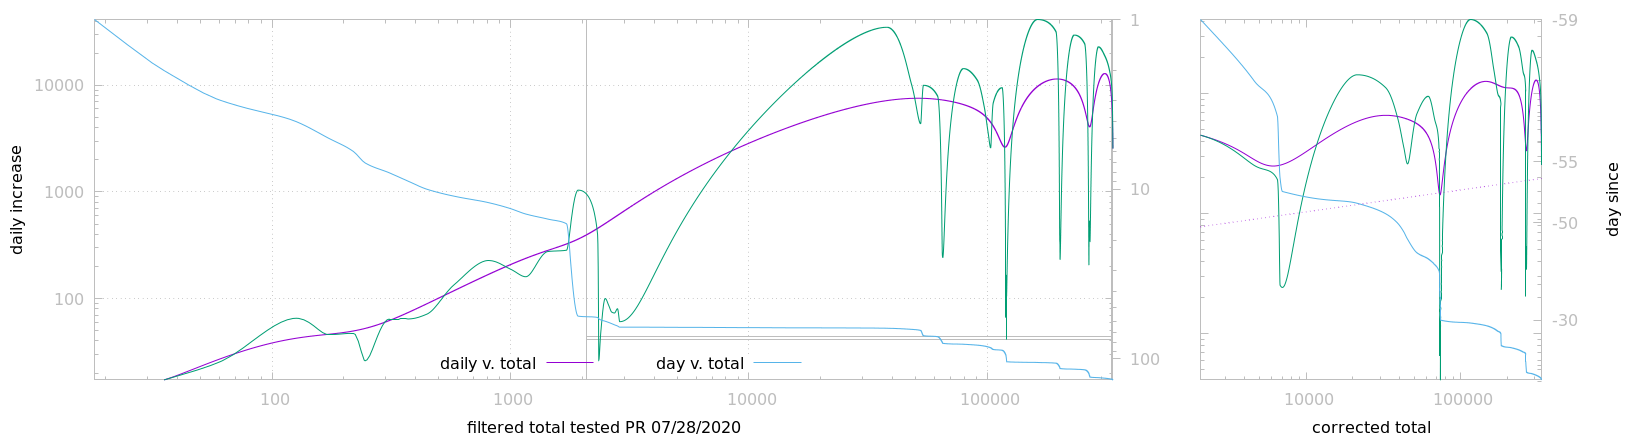 daily increase
10000
1000
100
100
1000
10000
100000
1
10
100
daily v. total
day v. total
filtered total tested PR 07/28/2020
-59
-55
-50
-30
day since
10000
100000
corrected total